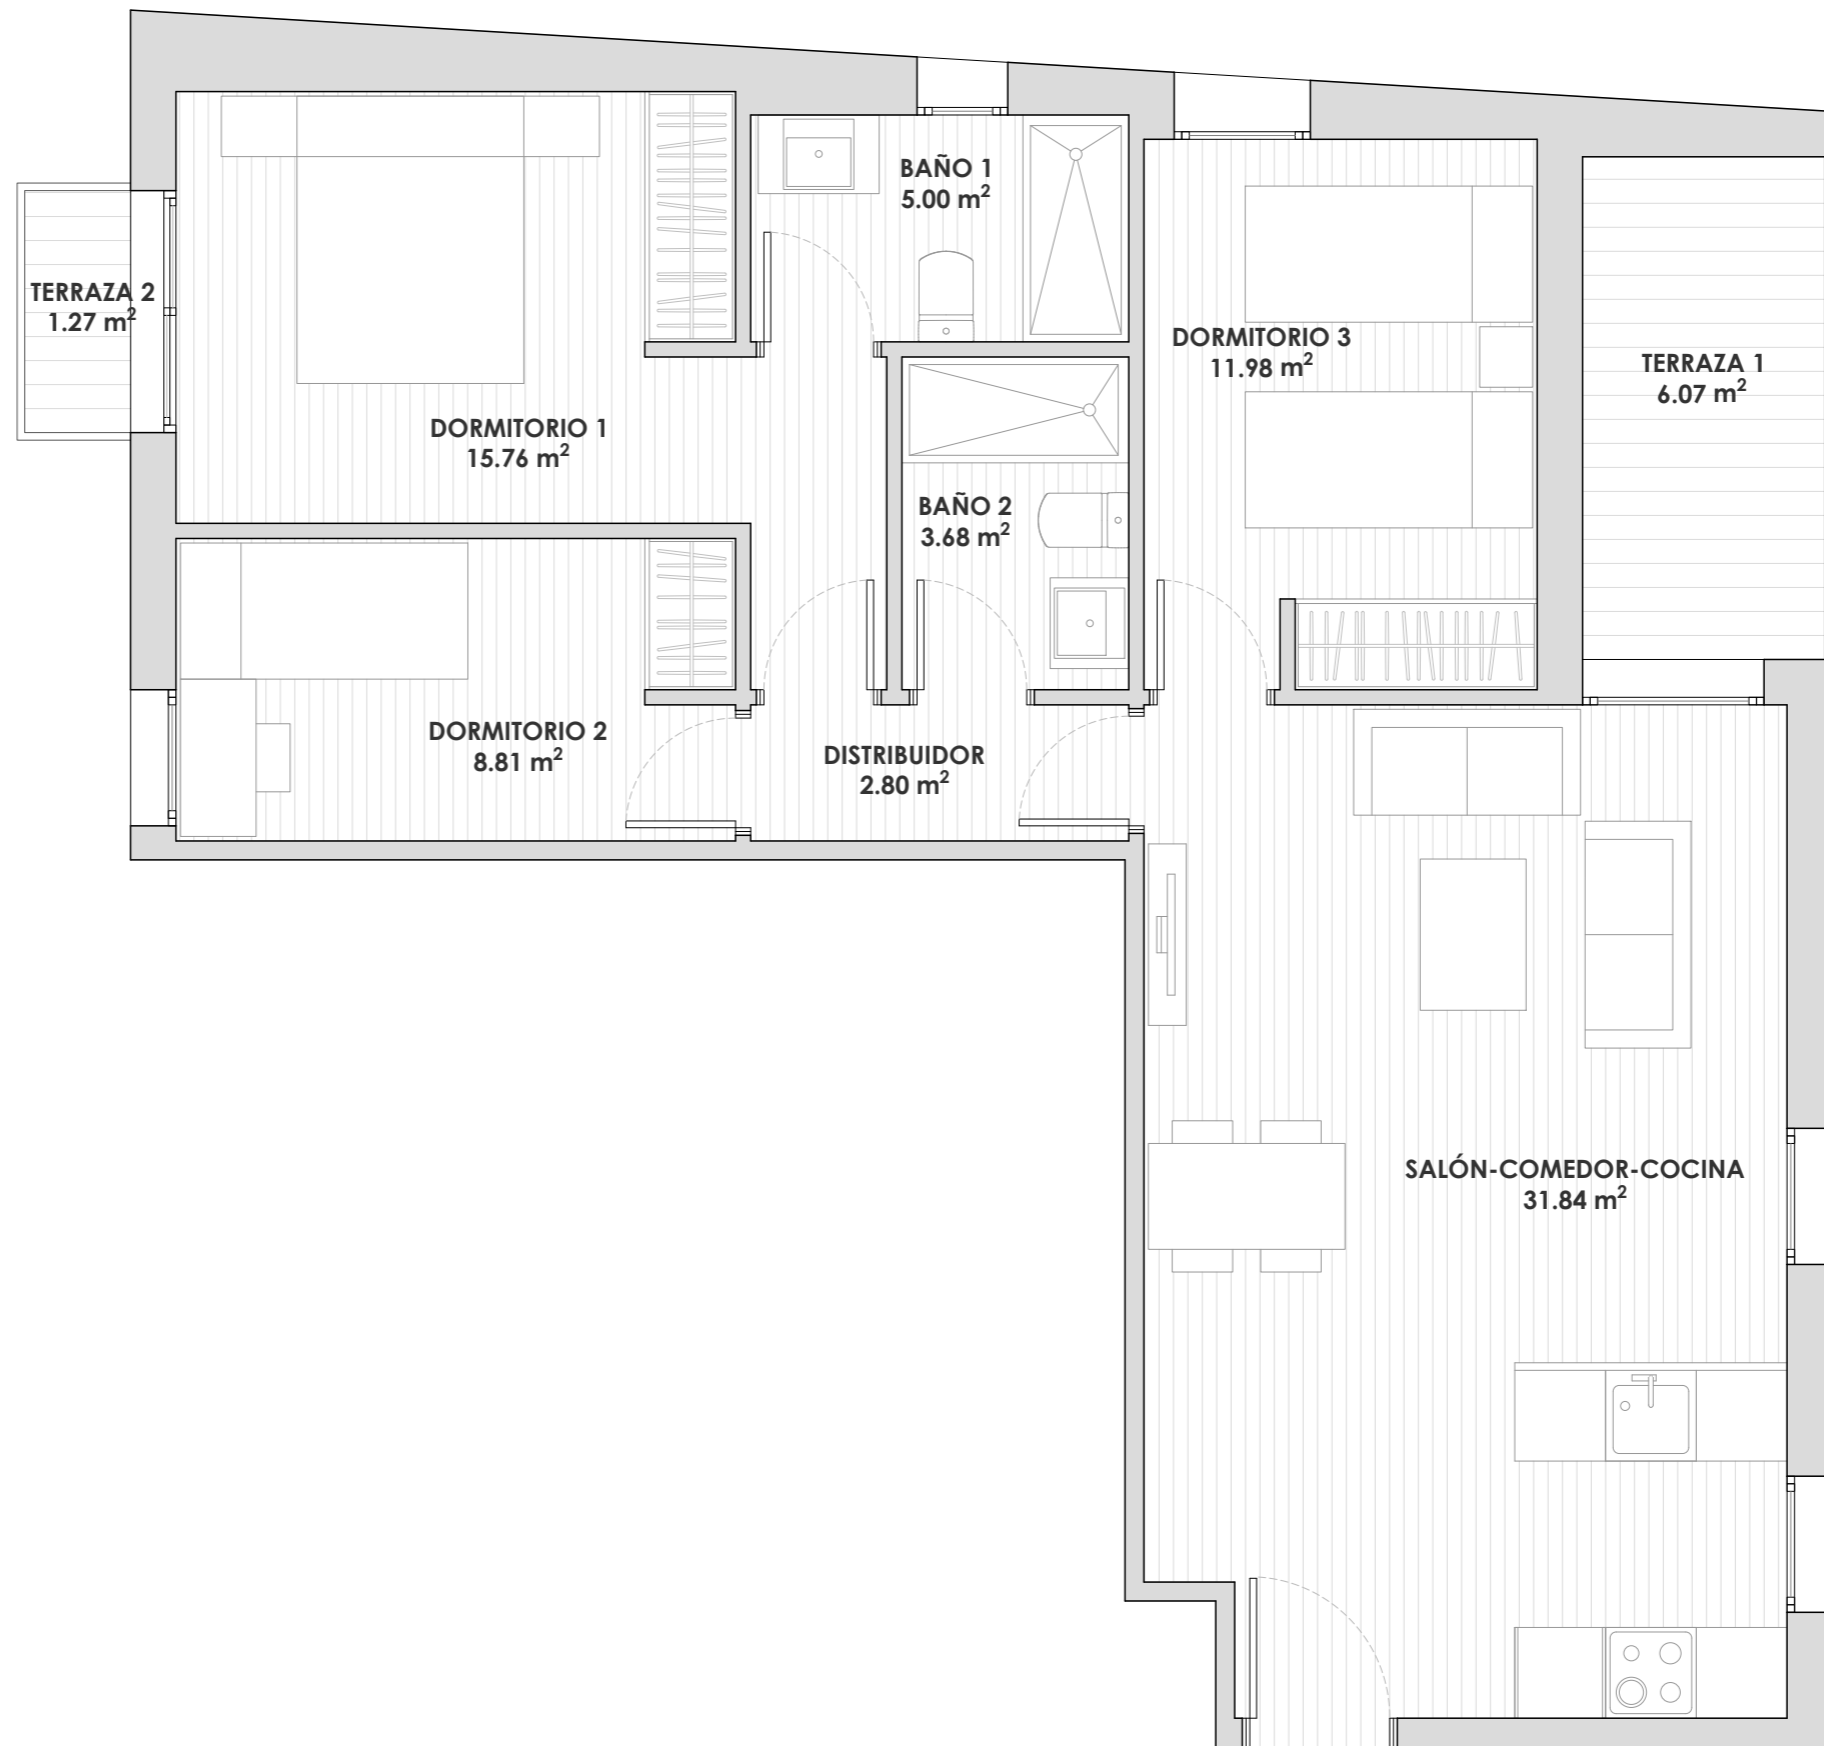 BAÑO 1
5.00 m²
TERRAZA 2
1.27 m²
DORMITORIO 3
11.98 m²
TERRAZA 1
6.07 m²
DORMITORIO 1
15.76 m²
BAÑO 2
3.68 m²
DORMITORIO 2
8.81 m²
DISTRIBUIDOR
2.80 m²
SALÓN-COMEDOR-COCINA
31.84 m²